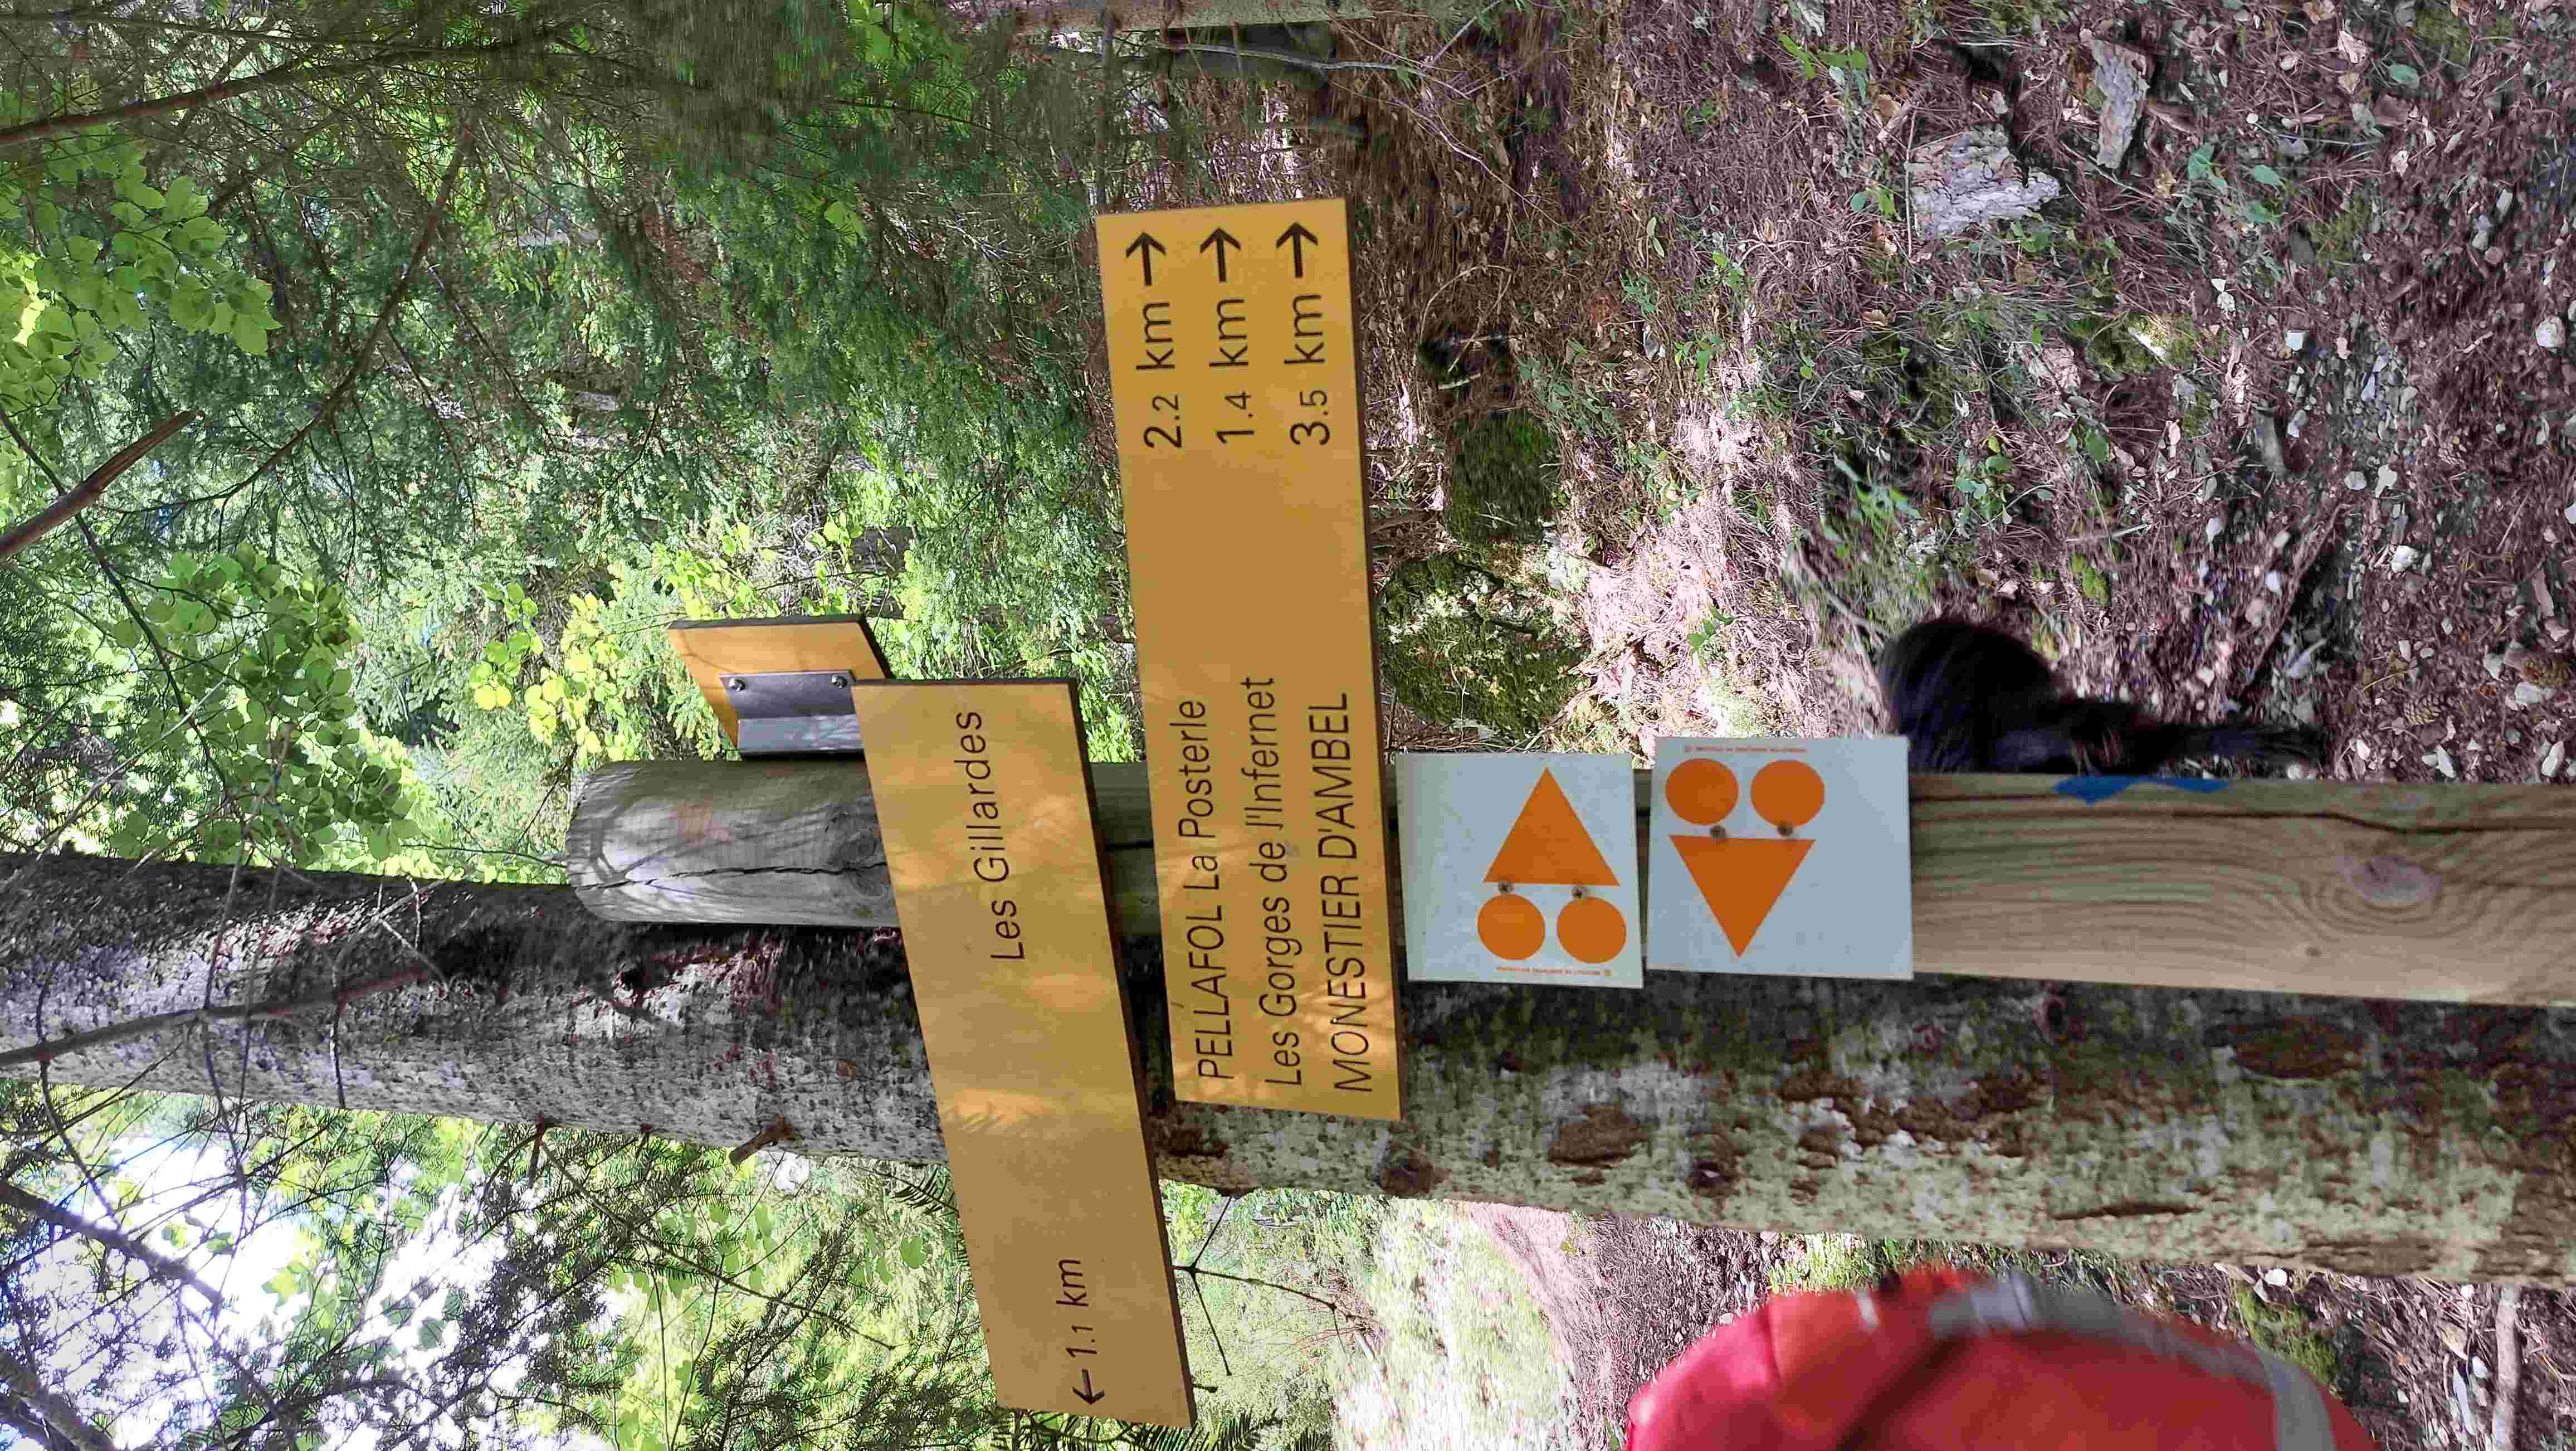 Les Gillardes
← 1.1 km
PELLAFOL La Posterle 2.2 km →
Les Gorges de l'Infernet 1.4 km →
MONESTIER D'AMBEL 3.5 km →